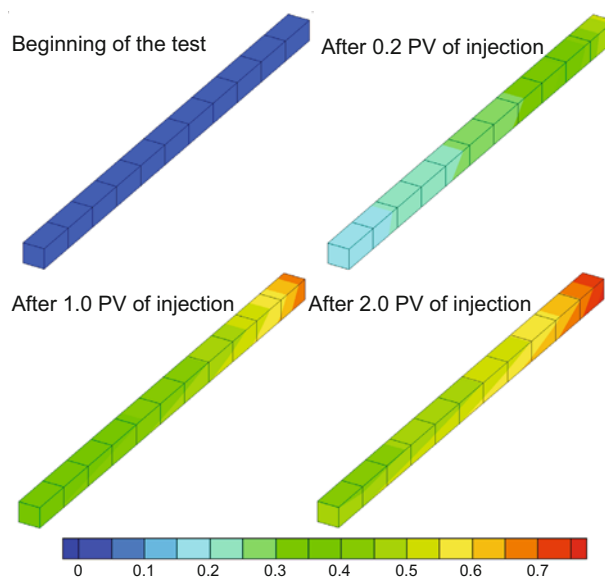 Beginning of the test
After 0.2 PV of injection
After 1.0 PV of injection
After 2.0 PV of injection
0 0.1 0.2 0.3 0.4 0.5 0.6 0.7